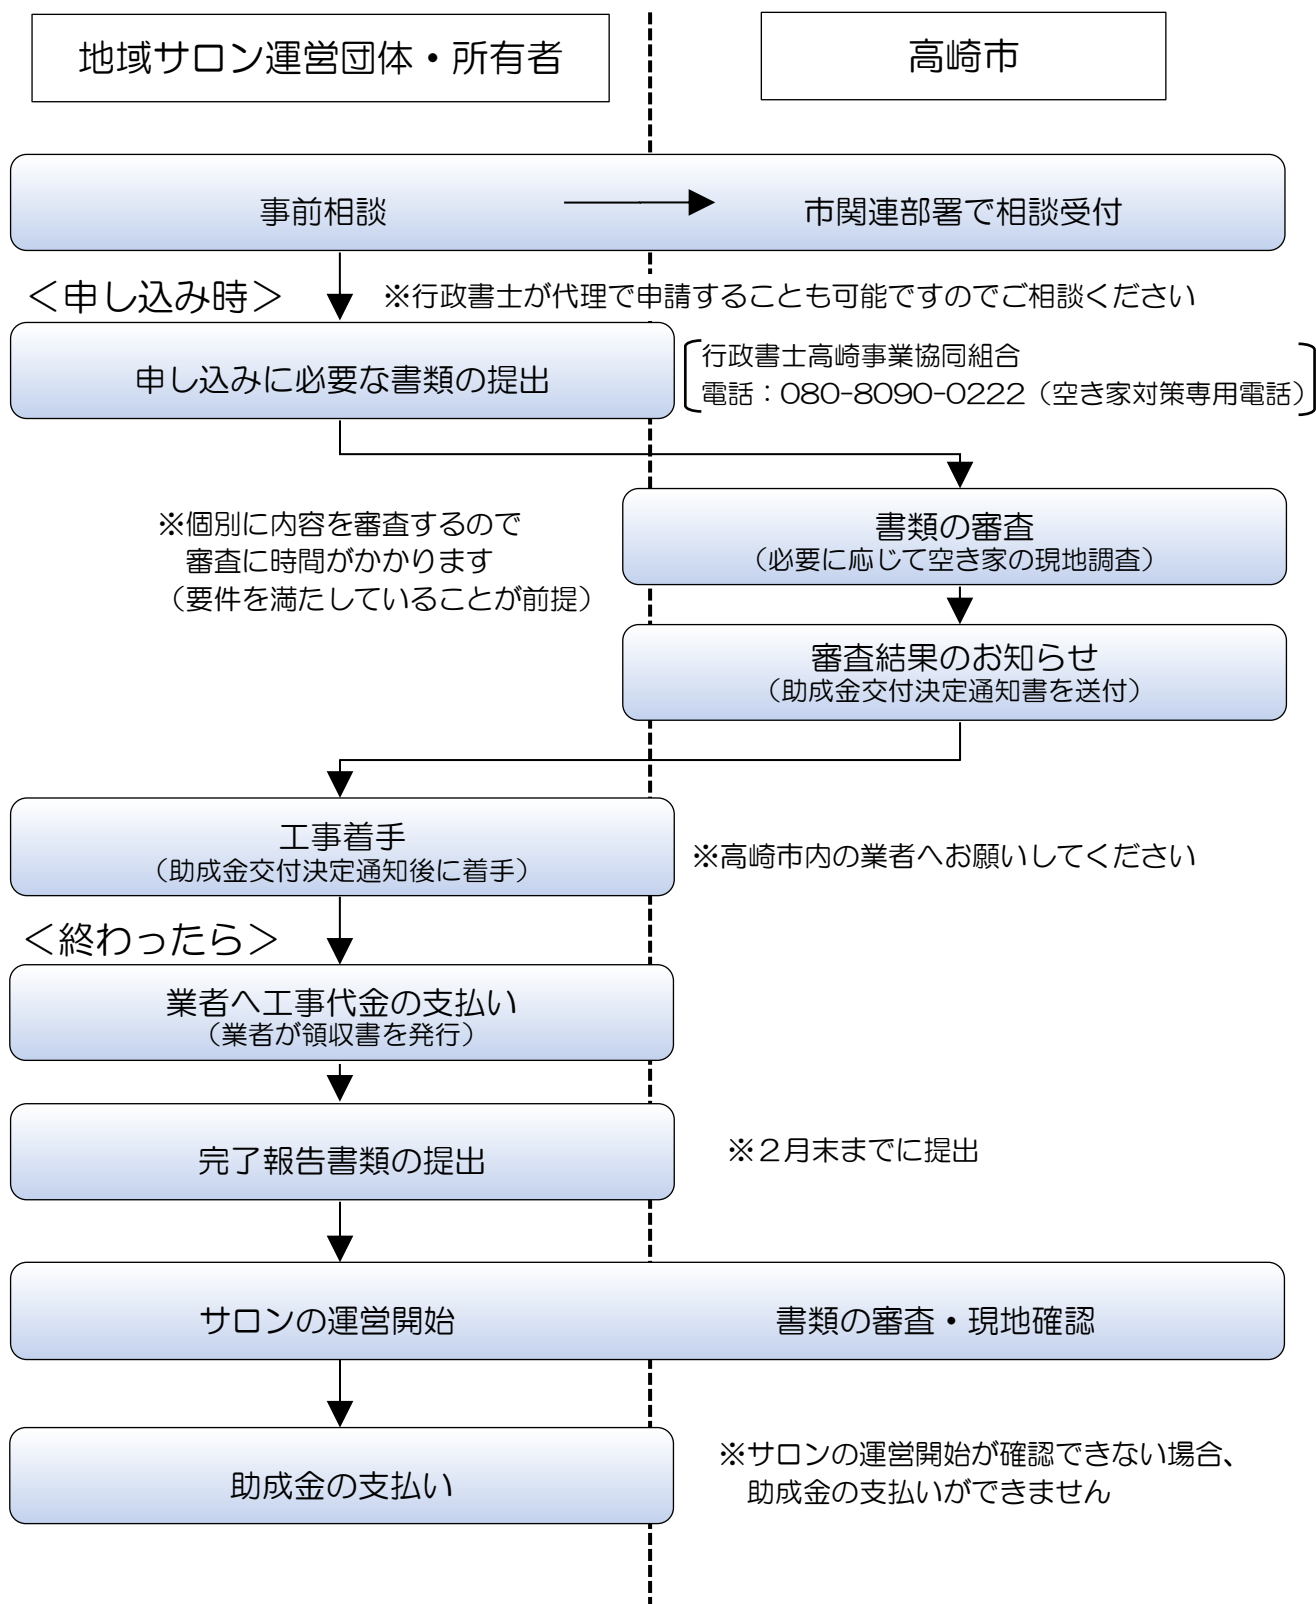 地域サロン運営団体・所有者
高崎市
事前相談
市関連部署で相談受付
＜申し込み時＞
※行政書士が代理で申請することも可能ですのでご相談ください
申し込みに必要な書類の提出
行政書士高崎事業協同組合
電話：080-8090-0222（空き家対策専用電話）
※個別に内容を審査するので
審査に時間がかかります
（要件を満たしていることが前提）
書類の審査
（必要に応じて空き家の現地調査）
審査結果のお知らせ
（助成金交付決定通知書を送付）
工事着手
（助成金交付決定通知後に着手）
※高崎市内の業者へお願いしてください
＜終わったら＞
業者へ工事代金の支払い
（業者が領収書を発行）
完了報告書類の提出
※２月末までに提出
サロンの運営開始
書類の審査・現地確認
助成金の支払い
※サロンの運営開始が確認できない場合、
助成金の支払いができません